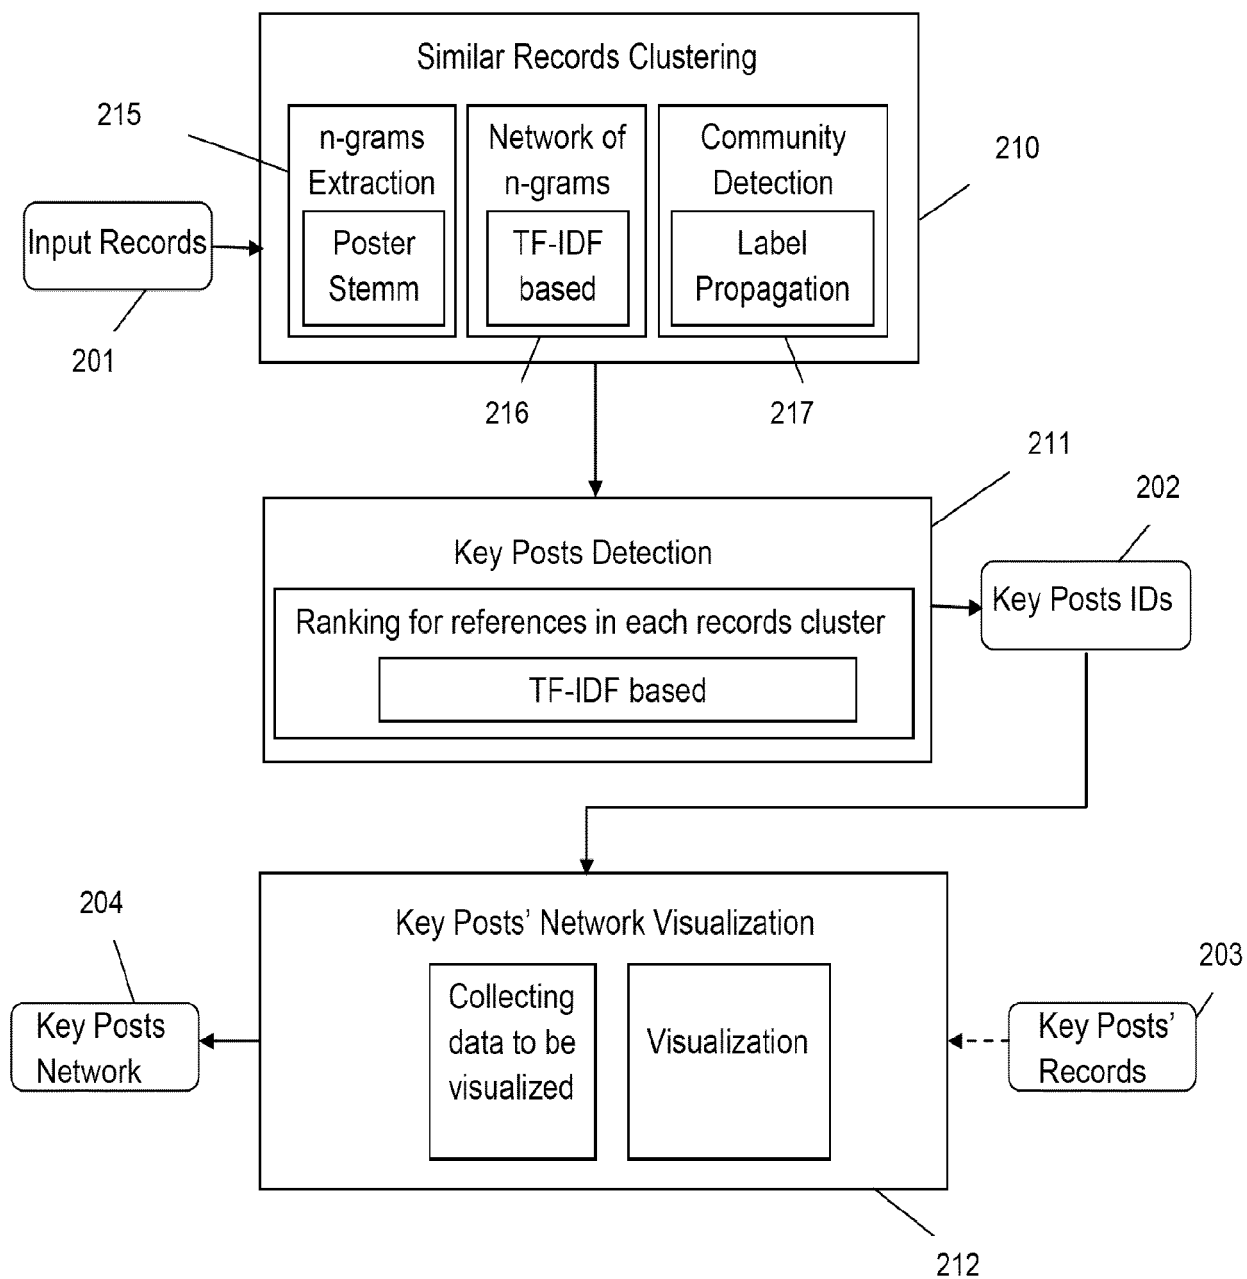 Similar Records Clustering
215
n-grams
Extraction
Poster
Stemm
Network of
n-grams
TF-IDF
based
Community
Detection
Label
Propagation
210
Input Records
201
216
217
211
202
Key Posts Detection
Ranking for references in each records cluster
TF-IDF based
Key Posts IDs
204
Key Posts' Network Visualization
Collecting
data to be
visualized
Visualization
203
Key Posts
Network
Key Posts'
Records
212